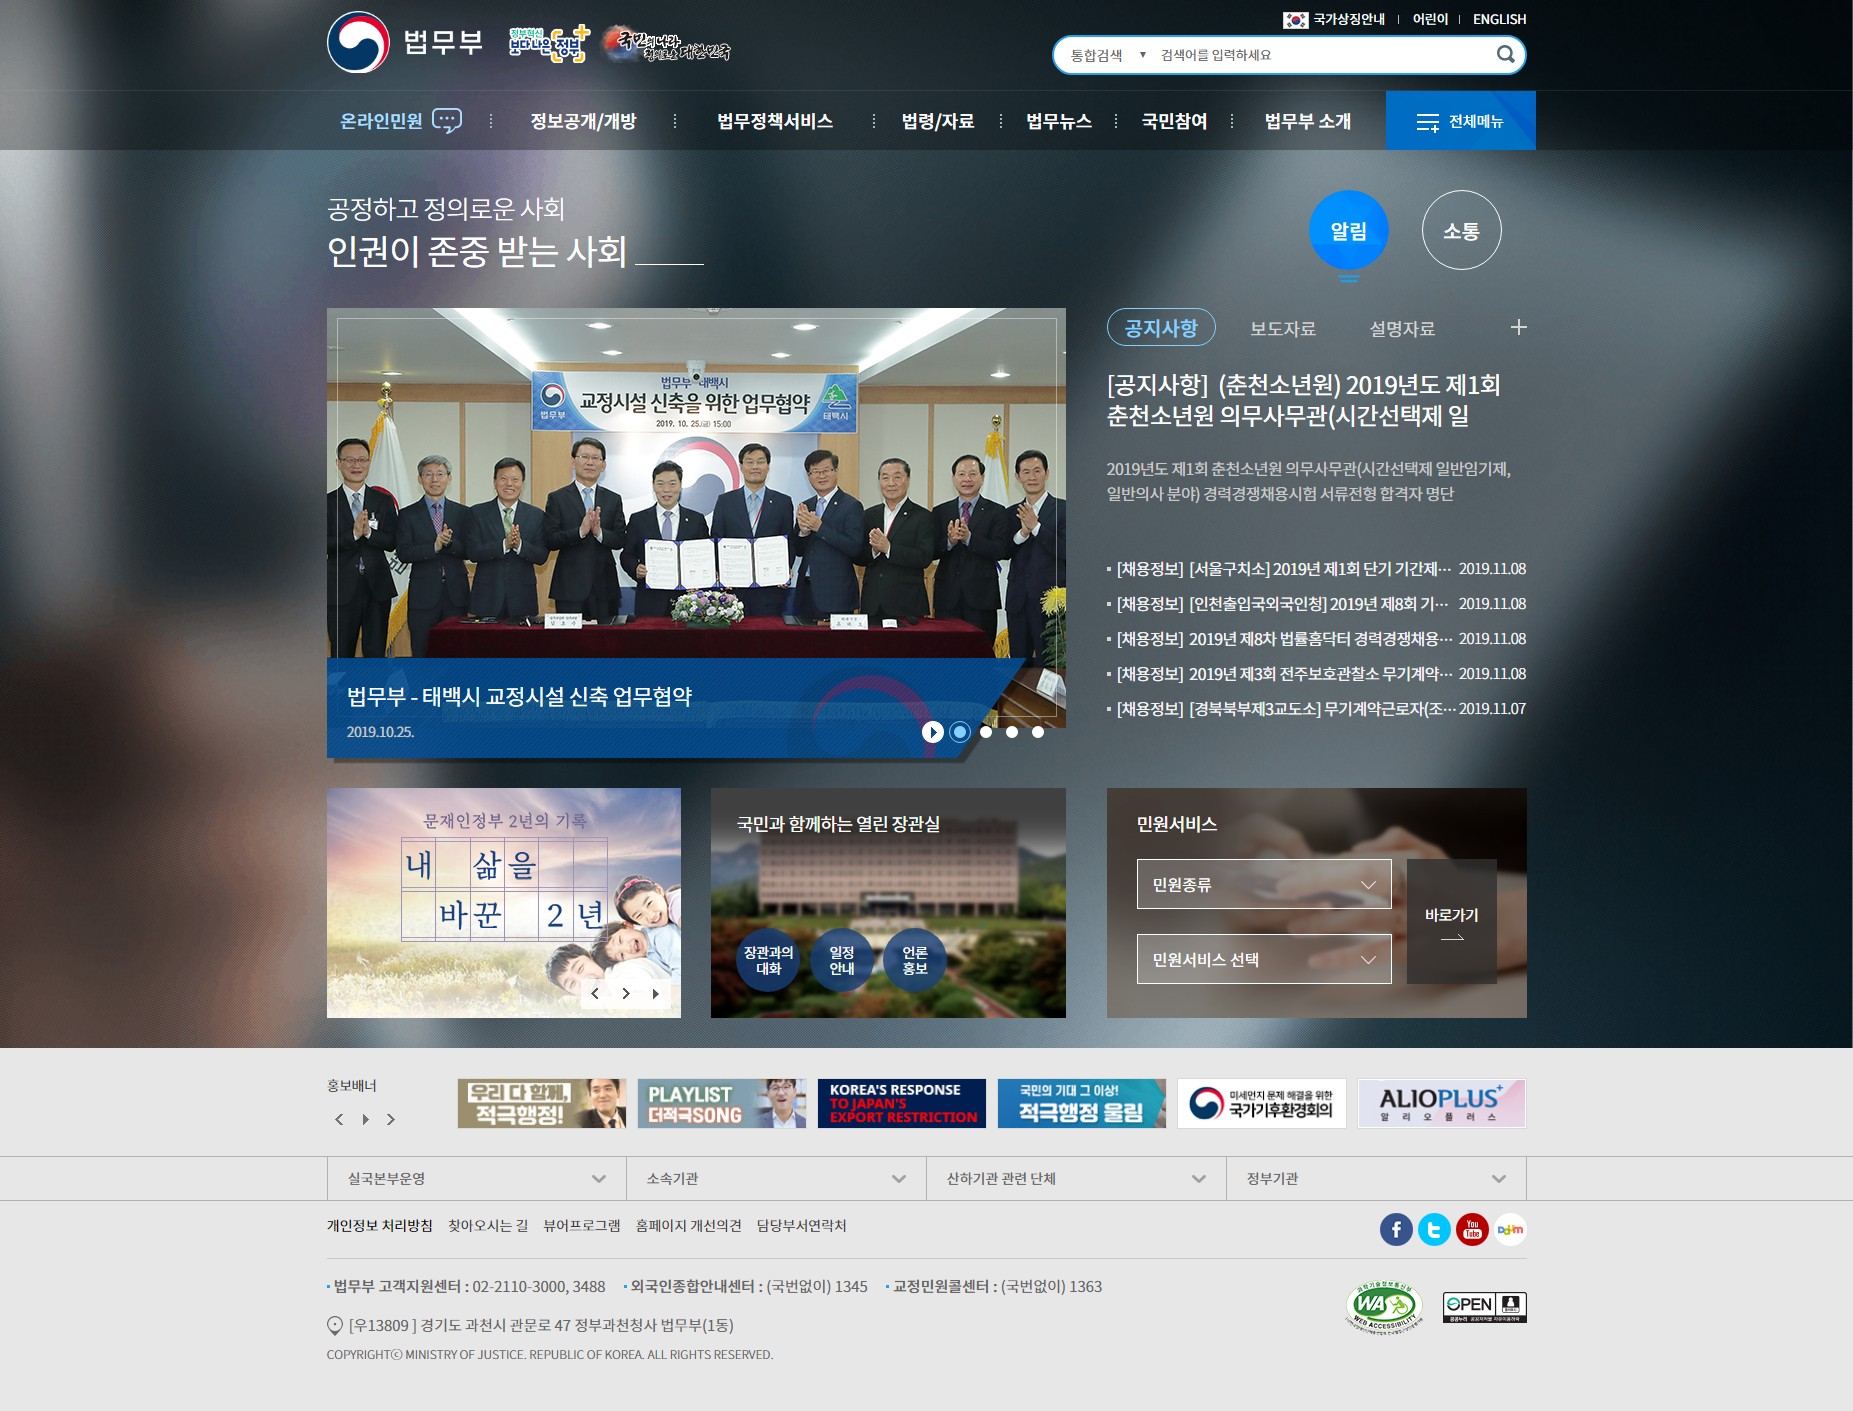 법무부
정부혁신
보다나은 정부
국민의 나라
정의로운 대한민국
국가상징안내
어린이
ENGLISH
통합검색
검색어를 입력하세요
온라인민원
정보공개/개방
법무정책서비스
법령/자료
법무뉴스
국민참여
법무부 소개
전체메뉴
공정하고 정의로운 사회
인권이 존중 받는 사회
알림
소통
법무부 태백시
교정시설 신축을 위한 업무협약
2019. 10. 25.(금) 15:00
법무부
태백시
법무부 - 태백시 교정시설 신축 업무협약
2019.10.25.
공지사항
보도자료
설명자료
[공지사항] (춘천소년원) 2019년도 제1회
춘천소년원 의무사무관(시간선택제 일
2019년도 제1회 춘천소년원 의무사무관(시간선택제 일반임기제,
일반의사 분야) 경력경쟁채용시험 서류전형 합격자 명단
[채용정보] [서울구치소] 2019년 제1회 단기 기간제··· 2019.11.08
[채용정보] [인천출입국외국인청] 2019년 제8회 기··· 2019.11.08
[채용정보] 2019년 제8차 법률홈닥터 경력경쟁채용··· 2019.11.08
[채용정보] 2019년 제3회 전주보호관찰소 무기계약··· 2019.11.08
[채용정보] [경북북부제3교도소] 무기계약근로자(조··· 2019.11.07
문재인정부 2년의 기록
내 삶을
바꾼 2년
국민과 함께하는 열린 장관실
장관과의
대화
일정
안내
언론
홍보
민원서비스
민원종류
민원서비스 선택
바로가기
홍보배너
우리 다 함께,
적극행정!
PLAYLIST
더적극SONG
KOREA'S RESPONSE
TO JAPAN'S
EXPORT RESTRICTION
국민의 기대 그 이상!
적극행정 울림
미세먼지 문제 해결을 위한
국가기후환경회의
ALIOPLUS+
알리오플러스
실국본부운영
소속기관
산하기관 관련 단체
정부기관
개인정보 처리방침
찾아오시는 길
뷰어프로그램
홈페이지 개선의견
담당부서연락처
f
t
You
Tube
Daum
법무부 고객지원센터 : 02-2110-3000, 3488
외국인종합안내센터 : (국번없이) 1345
교정민원콜센터 : (국번없이) 1363
[우13809 ] 경기도 과천시 관문로 47 정부과천청사 법무부(1동)
COPYRIGHTⓒ MINISTRY OF JUSTICE. REPUBLIC OF KOREA. ALL RIGHTS RESERVED.
과학기술정보통신부
WA
WEB ACCESSIBILITY
OPEN
공공누리 공공저작물 자유이용허락